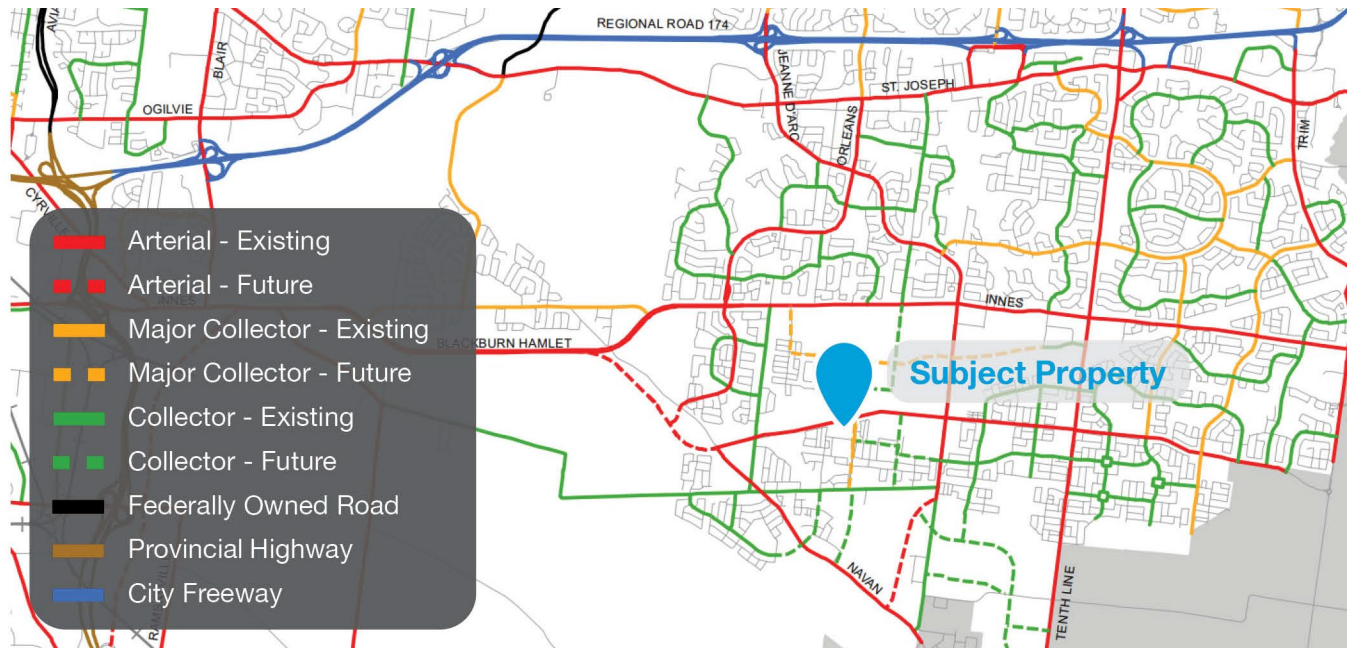 AVIA
REGIONAL ROAD 174
BLAIR
JEANNE D'ARC
ST. JOSEPH
OGILVIE
ORLEANS
TRIM
CYRVILLE
Arterial - Existing
Arterial - Future
INNES
INNES
Major Collector - Existing
BLACKBURN HAMLET
Major Collector - Future
Subject Property
Collector - Existing
Collector - Future
Federally Owned Road
Provincial Highway
City Freeway
NAVAN
TENTH LINE